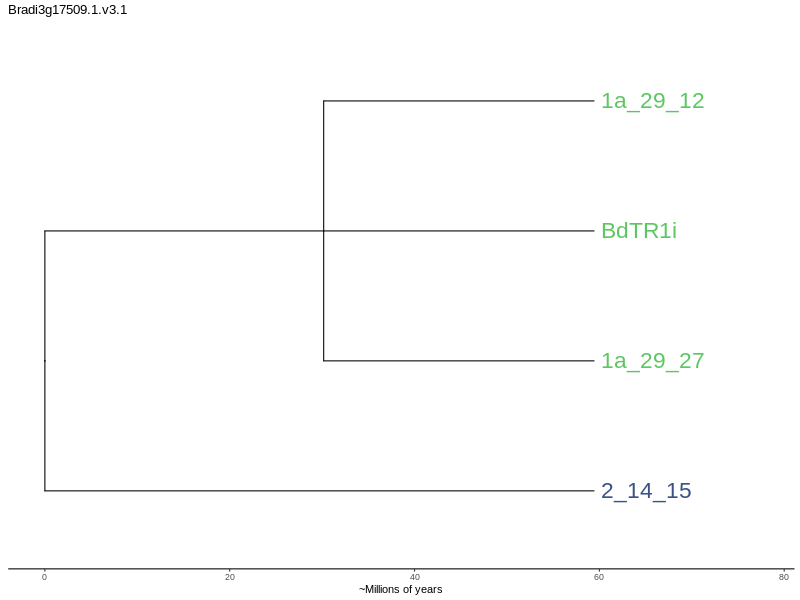 Bradi3g17509.1.v3.1
1a_29_12
BdTR1i
1a_29_27
2_14_15
0 20 40 60 80
~Millions of years